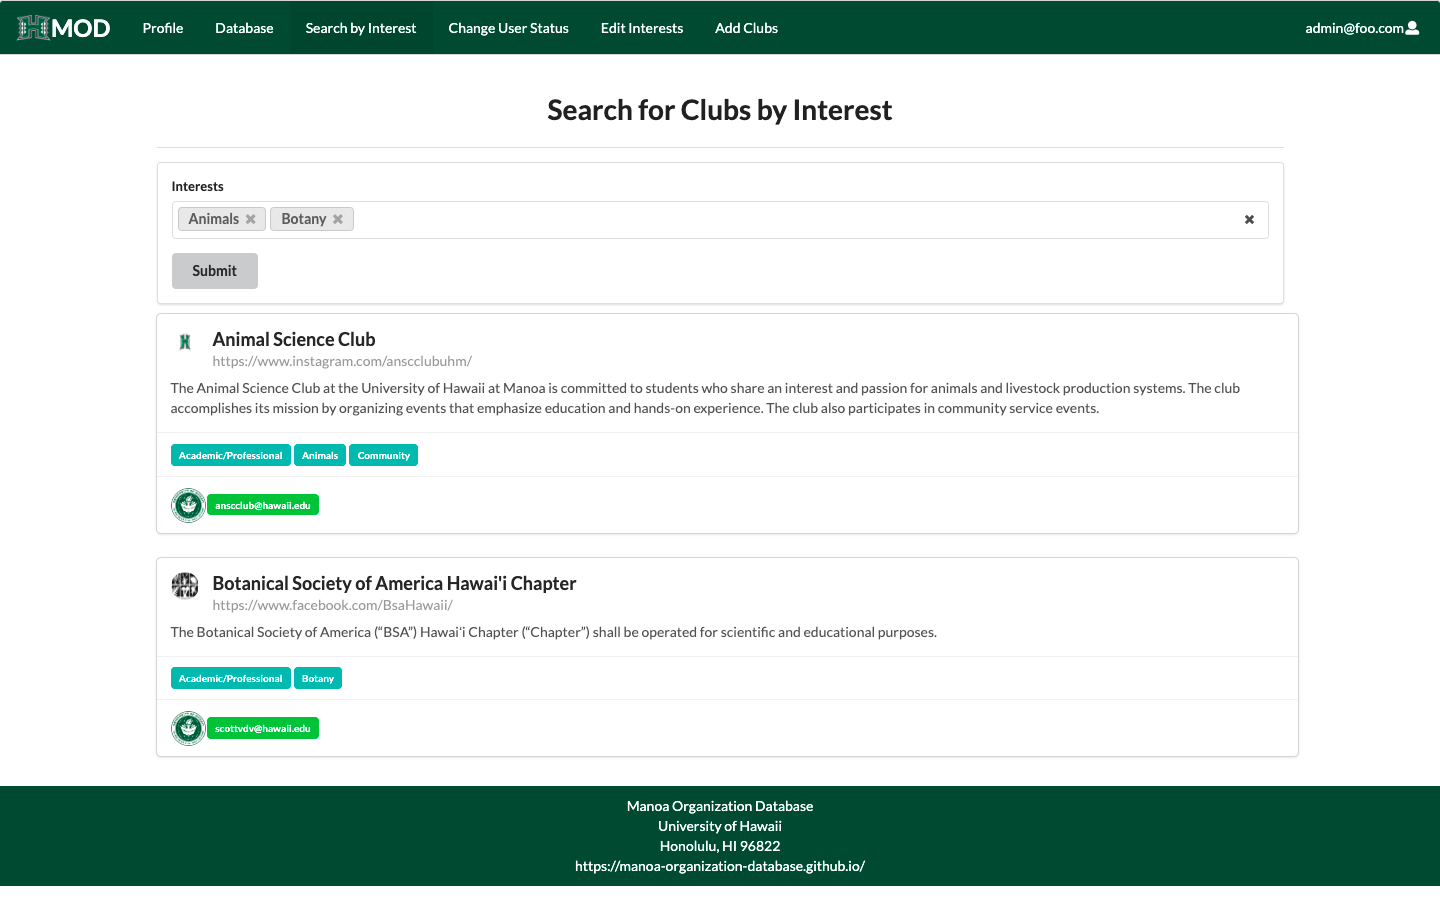 MOD Profile Database Search by Interest Change User Status Edit Interests Add Clubs admin@foo.com
Search for Clubs by Interest
Interests
Animals Botany
Submit
Animal Science Club
https://www.instagram.com/anscclubuhm/
The Animal Science Club at the University of Hawaii at Manoa is committed to students who share an interest and passion for animals and livestock production systems. The club
accomplishes its mission by organizing events that emphasize education and hands-on experience. The club also participates in community service events.
Academic/Professional Animals Community
anscclub@hawaii.edu
Botanical Society of America Hawai'i Chapter
https://www.facebook.com/BsaHawaii/
The Botanical Society of America (“BSA”) Hawai'i Chapter (“Chapter”) shall be operated for scientific and educational purposes.
Academic/Professional Botany
scottvdv@hawaii.edu
Manoa Organization Database
University of Hawaii
Honolulu, HI 96822
https://manoa-organization-database.github.io/